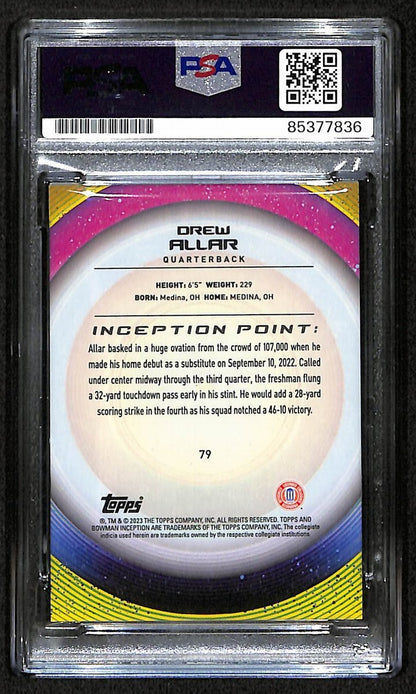 PSA
85377836
DREW
ALLAR
QUARTERBACK
HEIGHT: 6'5" WEIGHT: 229
BORN: Medina, OH HOME: MEDINA, OH
INCEPTION POINT:
Allar basked in a huge ovation from the crowd of 107,000 when he
made his home debut as a substitute on September 10, 2022. Called
under center midway through the third quarter, the freshman flung
a 32-yard touchdown pass early in his stint. He would add a 28-yard
scoring strike in the fourth as his squad notched a 46-10 victory.
79
Topps
®, TM & © 2023 THE TOPPS COMPANY, INC. ALL RIGHTS RESERVED. TOPPS AND
BOWMAN INCEPTION ARE TRADEMARKS OF THE TOPPS COMPANY, INC. The collegiate
indicia used herein are trademarks owned by the respective collegiate institutions.